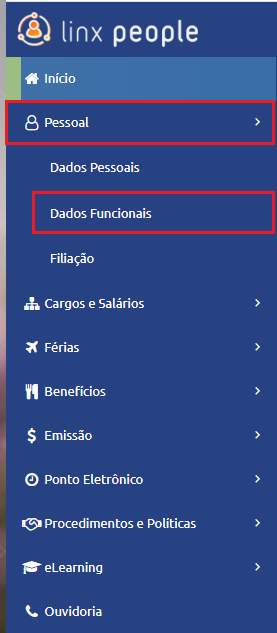 linx people
Início
Pessoal
Dados Pessoais
Dados Funcionais
Filiação
Cargos e Salários
Férias
Benefícios
Emissão
Ponto Eletrônico
Procedimentos e Políticas
eLearning
Ouvidoria